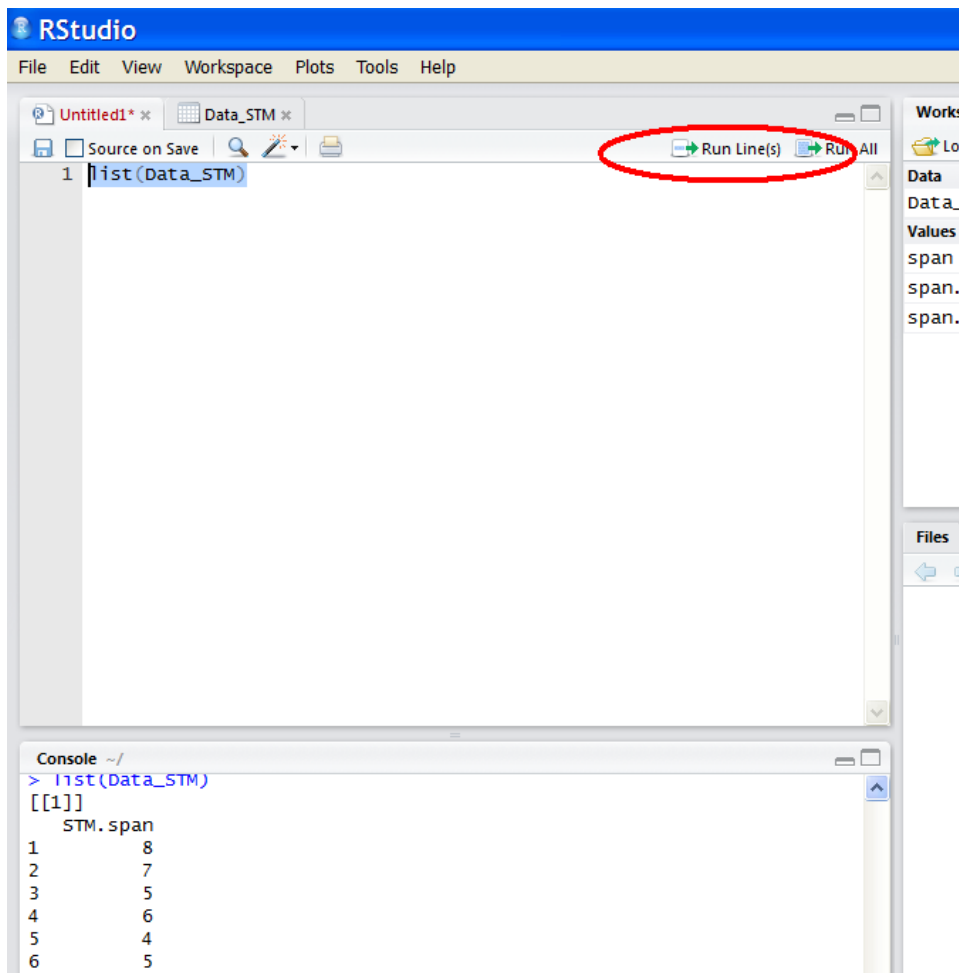 RStudio
File Edit View Workspace Plots Tools Help
Untitled1* Data_STM
Source on Save Run Line(s) Run All
1 list(Data_STM)
Data
Values
span
span.
span.
Files
Console ~/
> list(Data_STM)
[[1]]
STM.span
1 8
2 7
3 5
4 6
5 4
6 5